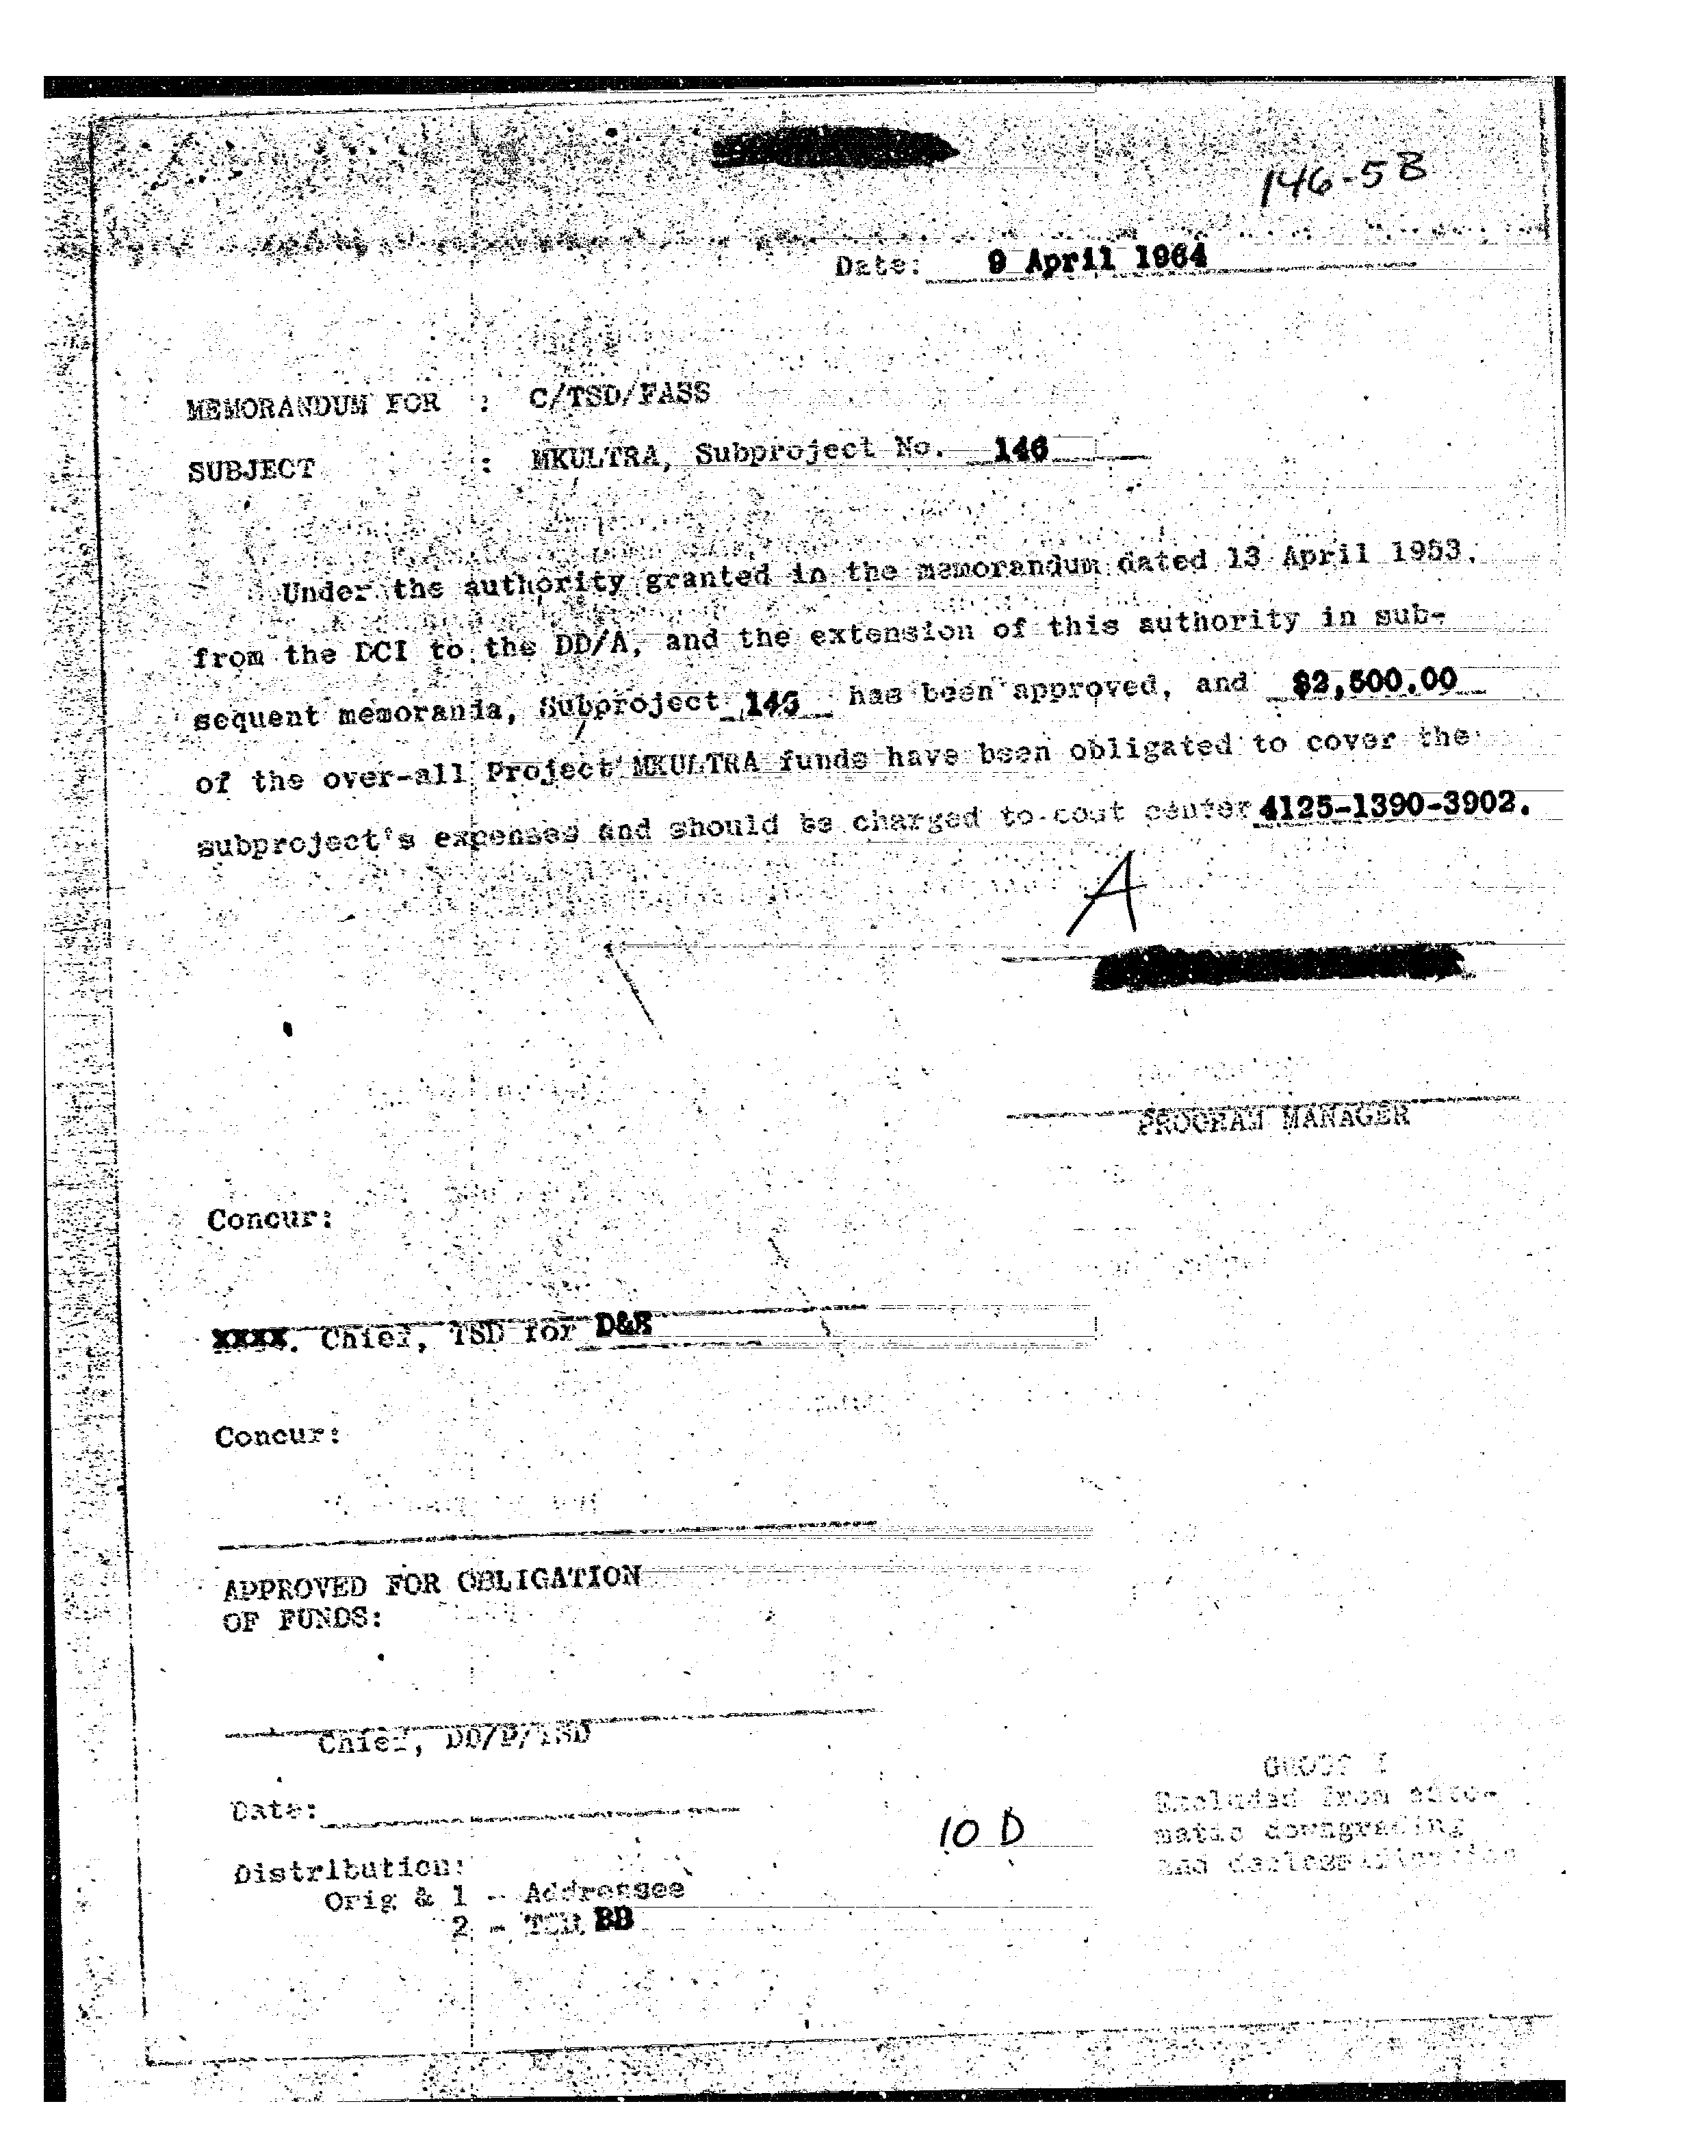 146-5B
Date: 9 April 1964
MEMORANDUM FOR : C/TSD/FASS
SUBJECT : MKULTRA, Subproject No. 146
Under the authority granted in the memorandum dated 13 April 1953,
from the DCI to the DD/A, and the extension of this authority in sub-
sequent memoranda, Subproject 146 has been approved, and $2,500.00
of the over-all Project MKULTRA funds have been obligated to cover the
subproject's expenses and should be charged to cost center 4125-1390-3902.
A
PROGRAM MANAGER
Concur:
XXXX. Chief, TSD for
Concur:
APPROVED FOR OBLIGATION
OF FUNDS:
Chief, DD/P/TSD
Date:
10 D
GROUP I
Excluded from auto-
matic downgrading
and declassification
Distribution:
Orig & 1 - Addressee
2 - BB